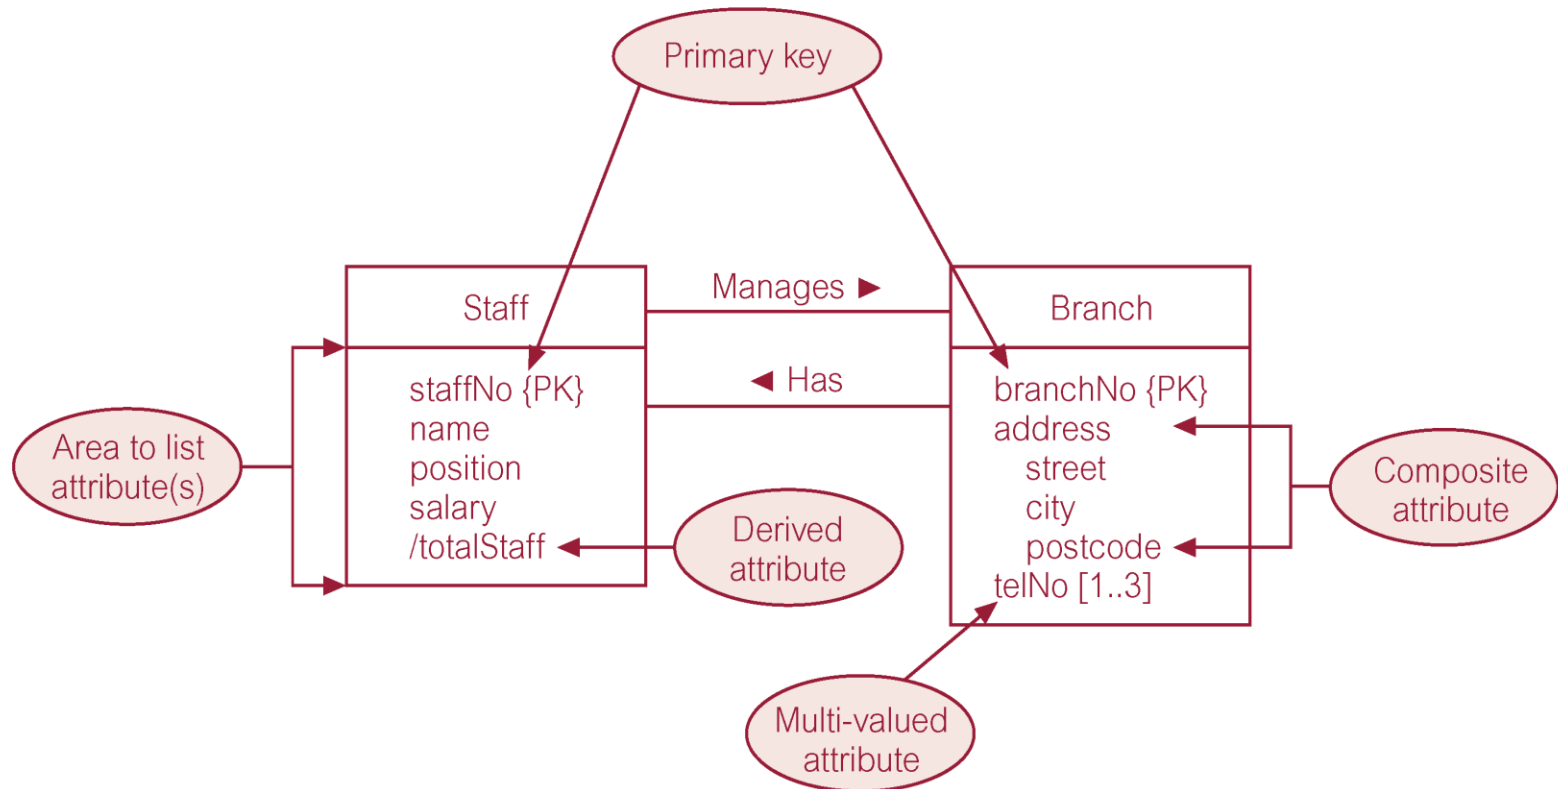 Primary key
Manages ►
Staff
Branch
◄ Has
staffNo {PK}
name
position
salary
/totalStaff
branchNo {PK}
address
street
city
postcode
telNo [1..3]
Area to list
attribute(s)
Derived
attribute
Composite
attribute
Multi-valued
attribute